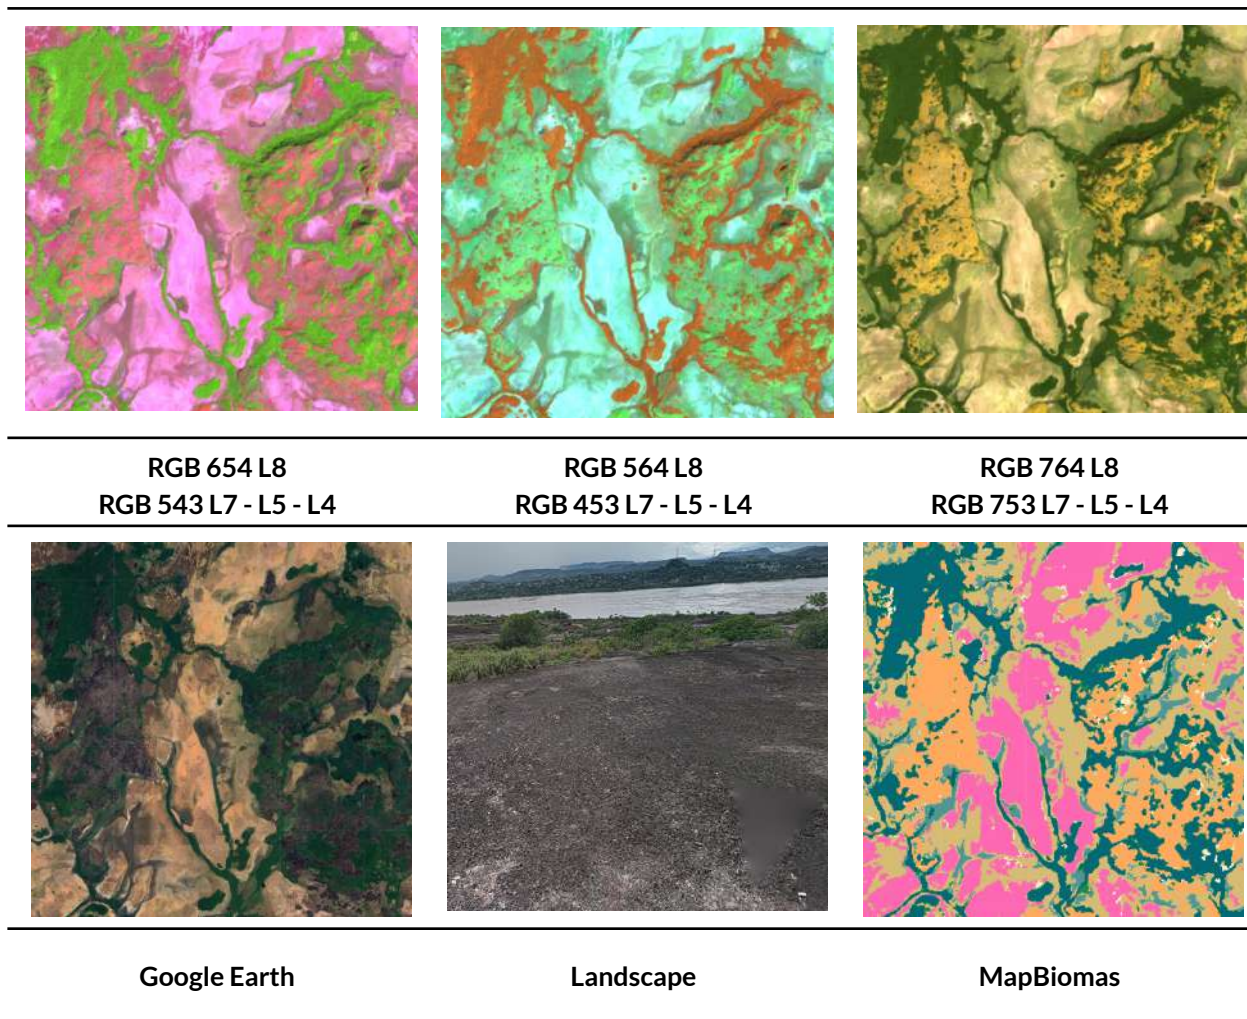 RGB 654 L8
RGB 543 L7 - L5 - L4
RGB 564 L8
RGB 453 L7 - L5 - L4
RGB 764 L8
RGB 753 L7 - L5 - L4
Google Earth
Landscape
MapBiomas